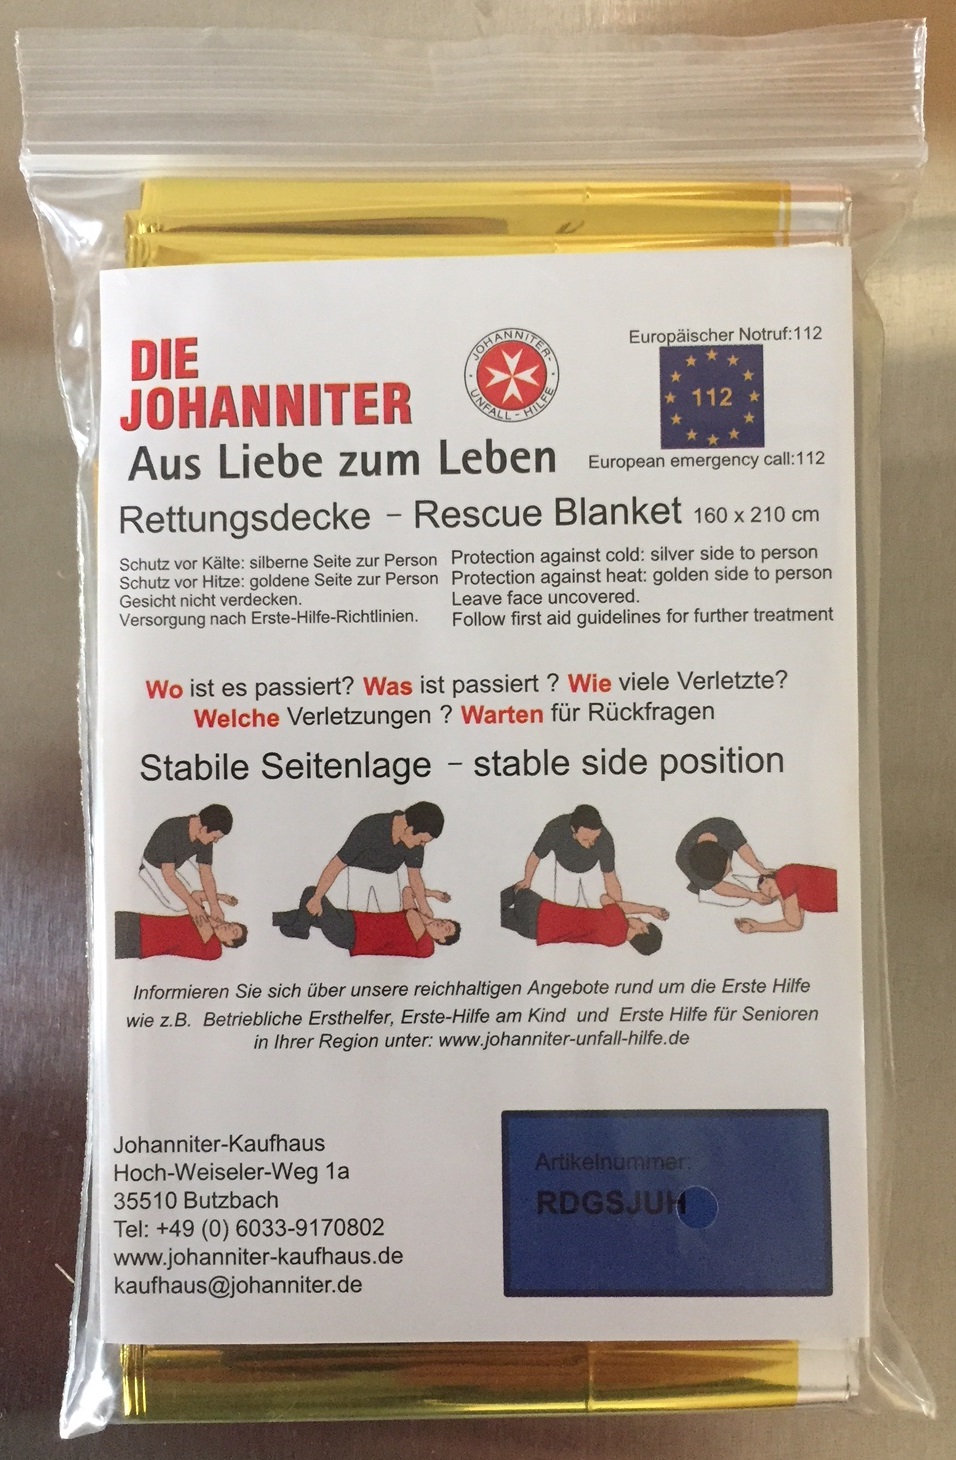 DIE
JOHANNITER
JOHANNITER-
UNFALL-HILFE
Europäischer Notruf:112
112
European emergency call:112
Aus Liebe zum Leben
Rettungsdecke – Rescue Blanket 160 x 210 cm
Schutz vor Kälte: silberne Seite zur Person
Schutz vor Hitze: goldene Seite zur Person
Gesicht nicht verdecken.
Versorgung nach Erste-Hilfe-Richtlinien.
Protection against cold: silver side to person
Protection against heat: golden side to person
Leave face uncovered.
Follow first aid guidelines for further treatment
Wo ist es passiert? Was ist passiert ? Wie viele Verletzte?
Welche Verletzungen ? Warten für Rückfragen
Stabile Seitenlage – stable side position
Informieren Sie sich über unsere reichhaltigen Angebote rund um die Erste Hilfe
wie z.B. Betriebliche Ersthelfer, Erste-Hilfe am Kind und Erste Hilfe für Senioren
in Ihrer Region unter: www.johanniter-unfall-hilfe.de
Johanniter-Kaufhaus
Hoch-Weiseler-Weg 1a
35510 Butzbach
Tel: +49 (0) 6033-9170802
www.johanniter-kaufhaus.de
kaufhaus@johanniter.de
Artikelnummer:
RDGSJUH